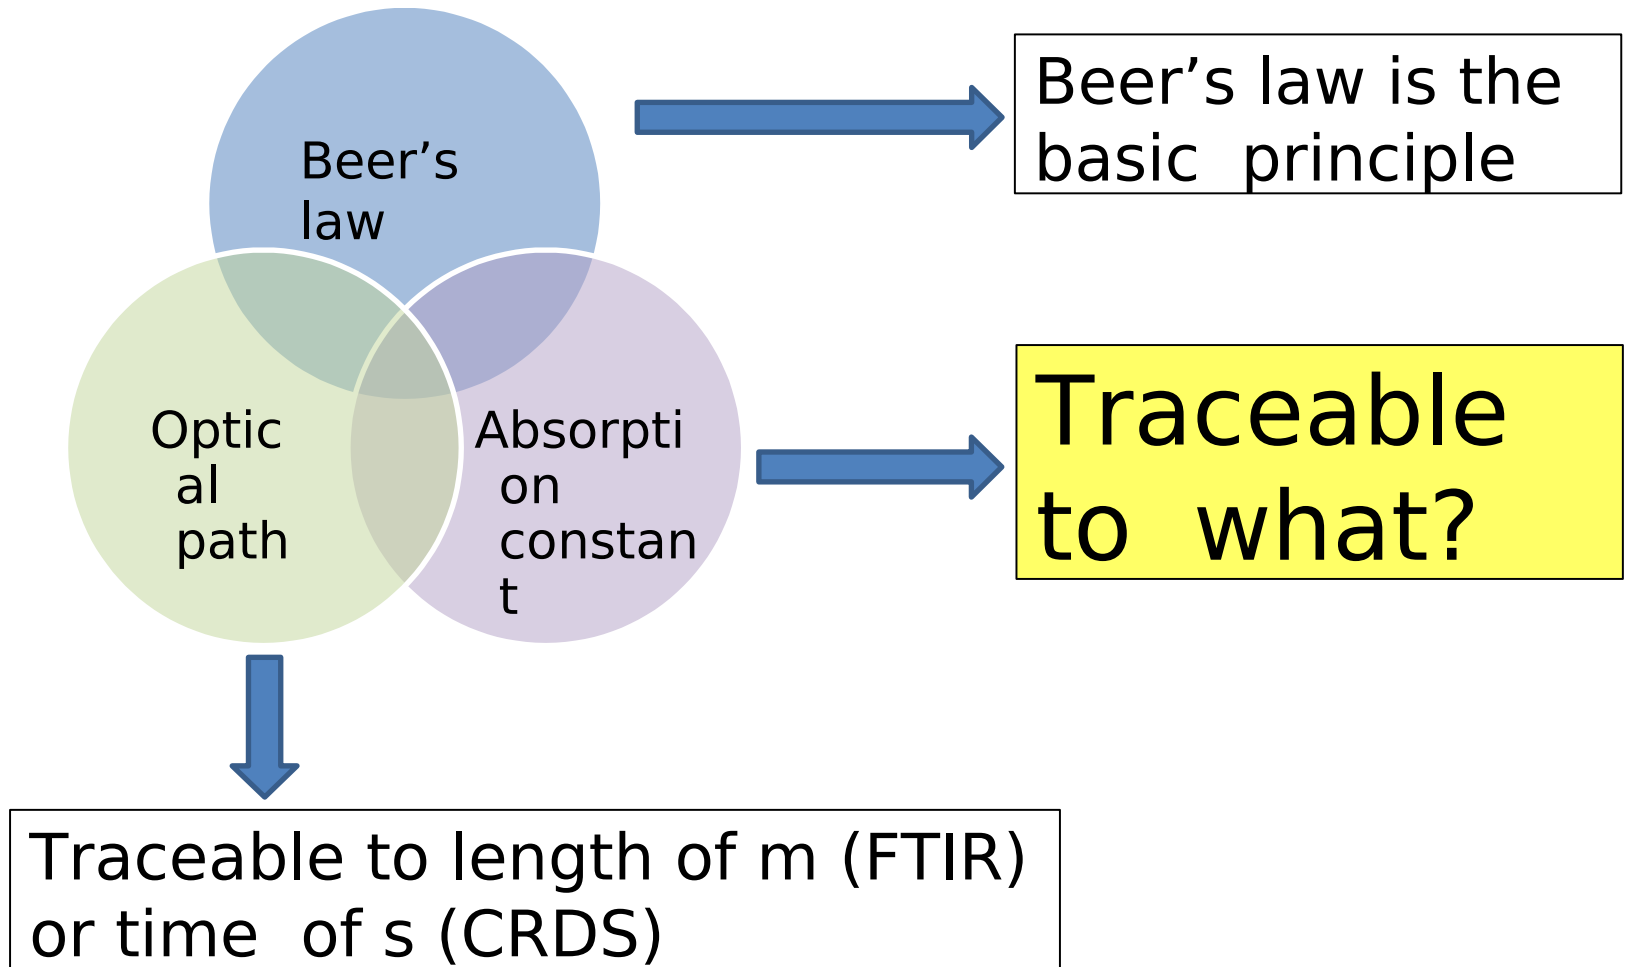 Beer’s
law
Beer’s law is the
basic principle
Optic
al
path
Absorpti
on
constan
t
Traceable
to what?
Traceable to length of m (FTIR)
or time of s (CRDS)